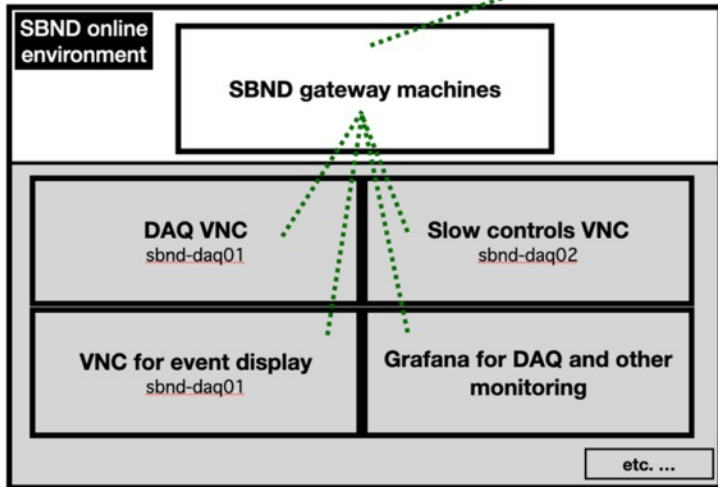 SBND online
environment
SBND gateway machines
DAQ VNC
sbnd-daq01
Slow controls VNC
sbnd-daq02
VNC for event display
sbnd-daq01
Grafana for DAQ and other
monitoring
etc. ...